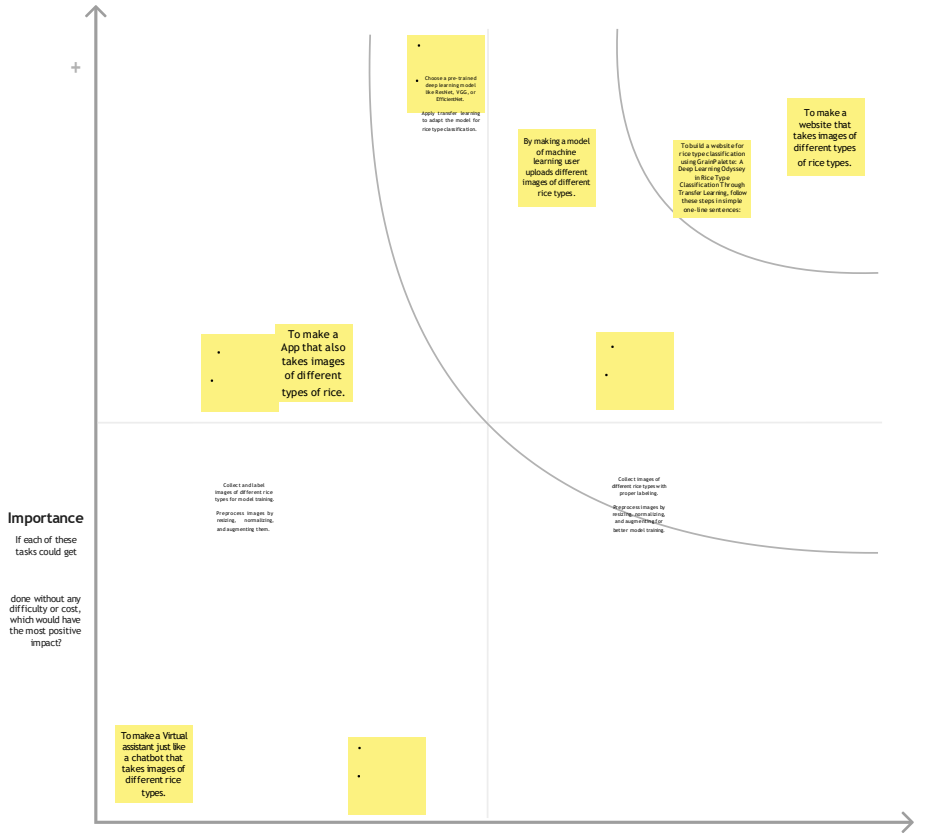 +
Choose a pre-trained
deep learning model
like ResNet, VGG, or
EfficientNet.
Apply transfer learning
to adapt the model for
rice type classification.
By making a model
of machine
learning user
uploads different
images of different
rice types.
To build a website for
rice type classification
using GrainPalette: A
Deep Learning Odyssey
in Rice Type
Classification Through
Transfer Learning, follow
these steps in simple
one-line sentences:
To make a
website that
takes images of
different types
of rice types.
To make a
App that also
takes images
of different
types of rice.
Collect and label
images of different rice
types for model training.
Preprocess images by
resizing, normalizing,
and augmenting them.
Collect images of
different rice types with
proper labeling.
Preprocess images by
resizing, normalizing,
and augmenting for
better model training.
Importance
If each of these
tasks could get
done without any
difficulty or cost,
which would have
the most positive
impact?
To make a Virtual
assistant just like
a chatbot that
takes images of
different rice
types.